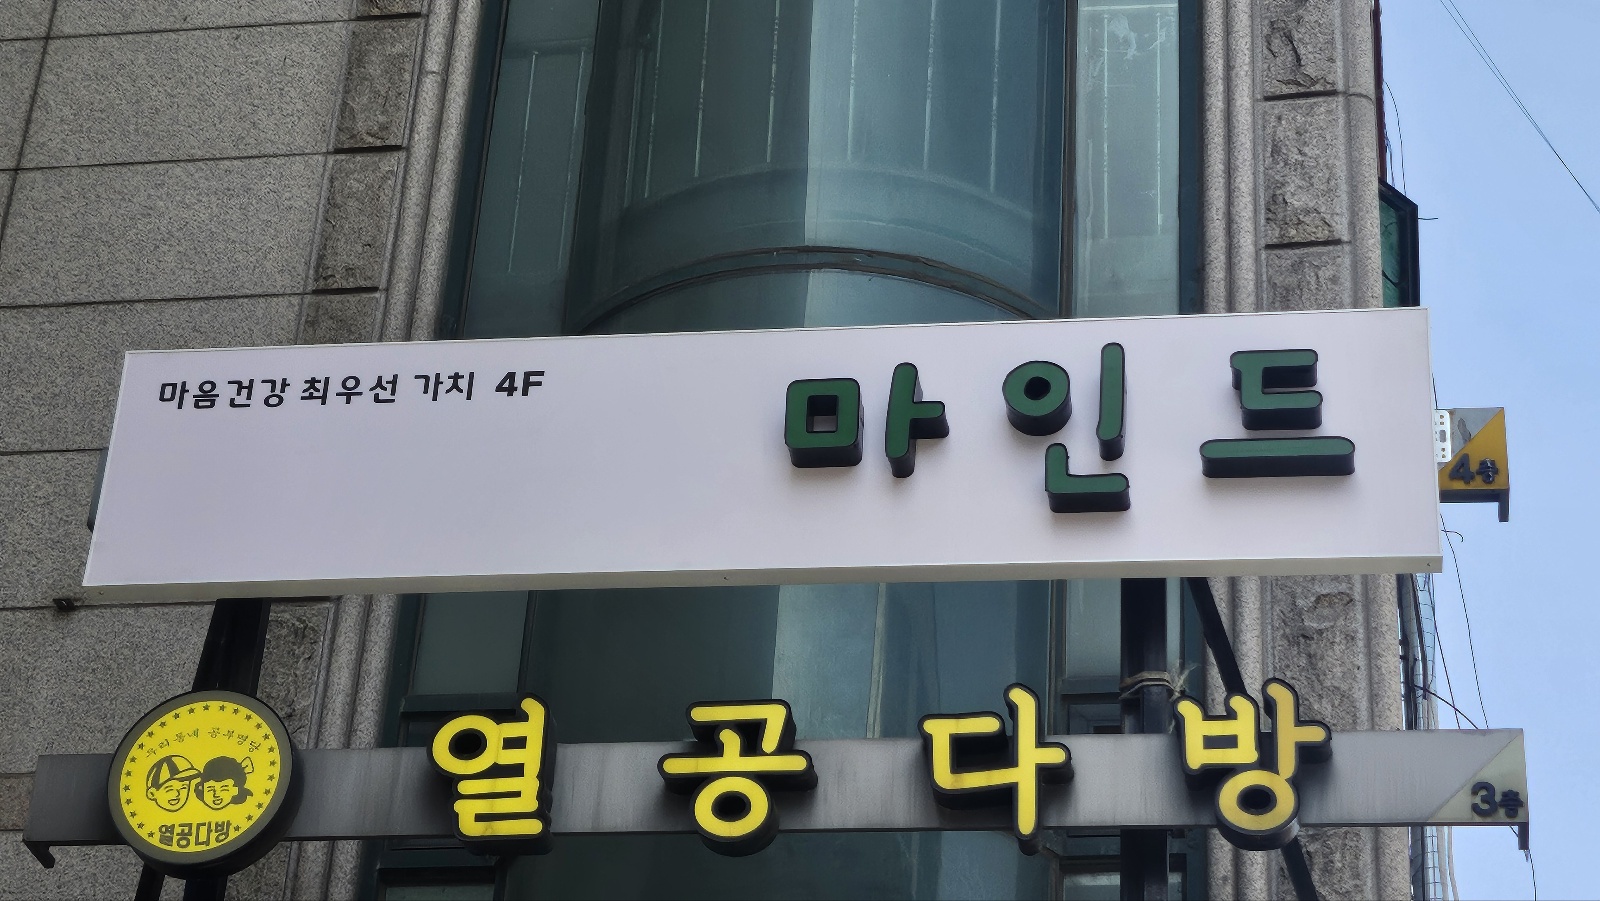 마음건강 최우선 가치 4F
마인드
4층
우리동네 공부명당
열공다방
열공다방
3층